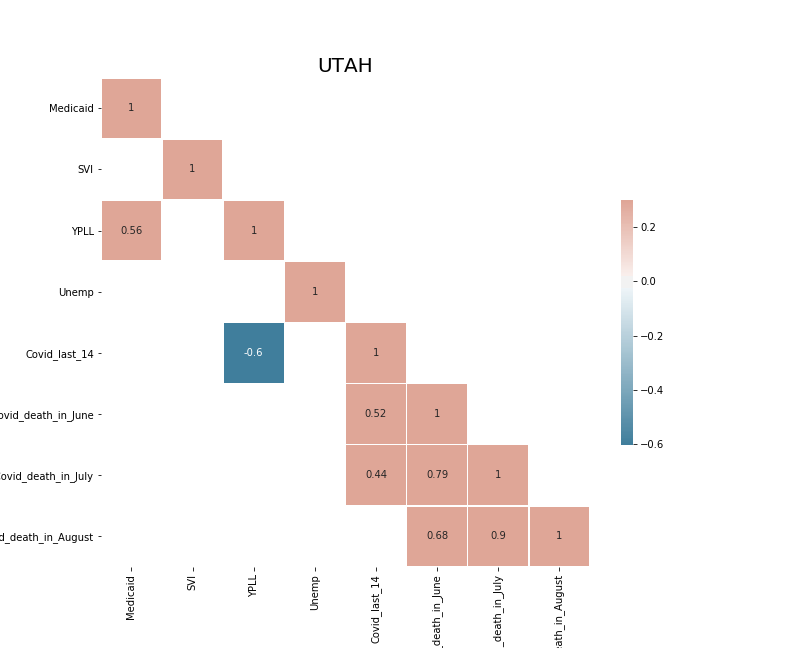 UTAH
Medicaid
1
SVI
1
YPLL
0.56
1
Unemp
1
Covid_last_14
-0.6
1
ovid_death_in_June
0.52
1
Covid_death_in_July
0.44
0.79
1
d_death_in_August
0.68
0.9
1
Medicaid
SVI
YPLL
Unemp
Covid_last_14
_death_in_June
_death_in_July
eath_in_August
0.2
0.0
−0.2
−0.4
−0.6